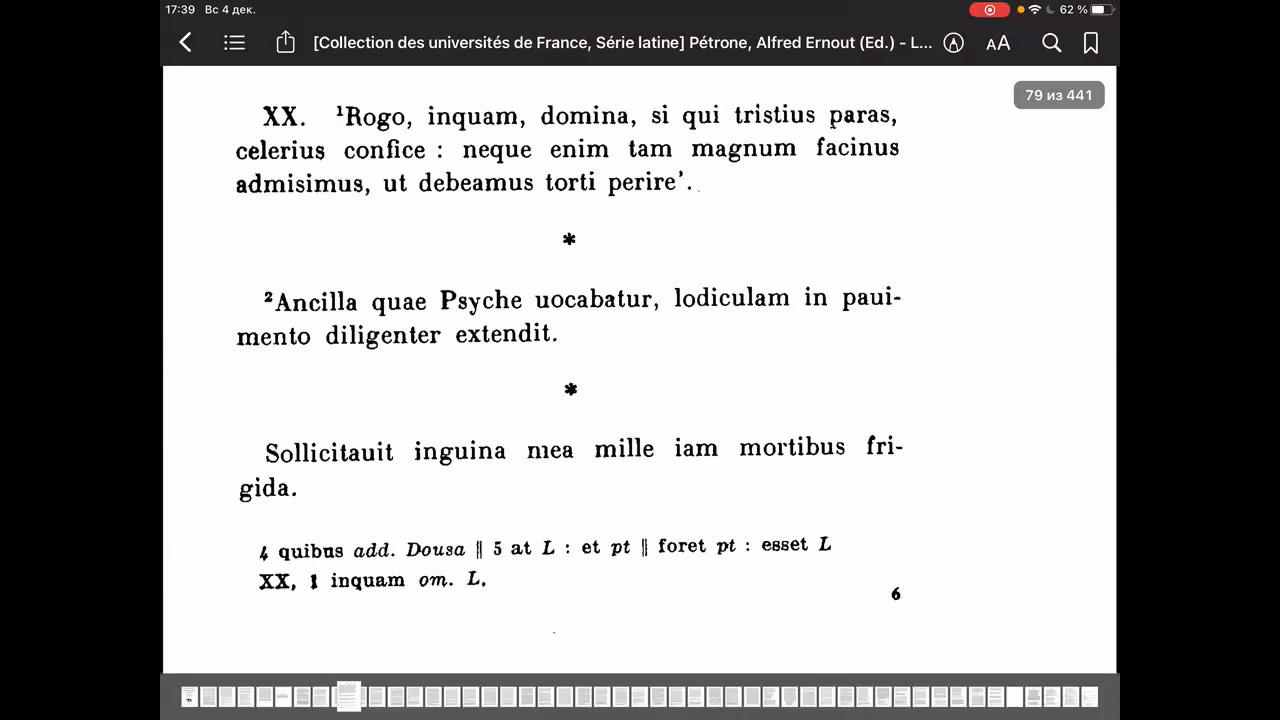 17:39 Вс 4 дек.
62 %
[Collection des universités de France, Série latine] Pétrone, Alfred Ernout (Ed.) - L...
AA
79 из 441
XX. ¹Rogo, inquam, domina, si qui tristius paras,
celerius confice : neque enim tam magnum facinus
admisimus, ut debeamus torti perire’.
*
²Ancilla quae Psyche uocabatur, lodiculam in paui-
mento diligenter extendit.
*
Sollicitauit inguina mea mille iam mortibus fri-
gida.
4 quibus add. Dousa ‖ 5 at L : et pt ‖ foret pt : esset L
XX, 1 inquam om. L.
6